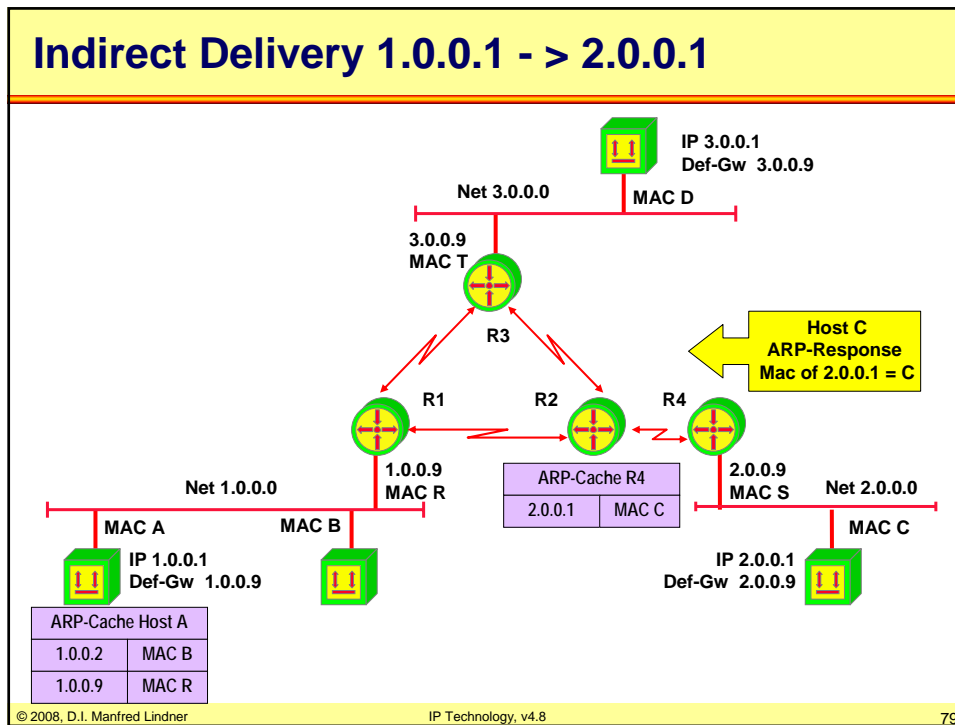 Indirect Delivery 1.0.0.1 - > 2.0.0.1
IP 3.0.0.1
Def-Gw 3.0.0.9
Net 3.0.0.0
MAC D
3.0.0.9
MAC T
R3
Host C
ARP-Response
Mac of 2.0.0.1 = C
R1
R2
R4
1.0.0.9
MAC R
ARP-Cache R4
2.0.0.1 MAC C
2.0.0.9
MAC S
Net 1.0.0.0
Net 2.0.0.0
MAC A
MAC B
MAC C
IP 1.0.0.1
Def-Gw 1.0.0.9
IP 2.0.0.1
Def-Gw 2.0.0.9
ARP-Cache Host A
1.0.0.2 MAC B
1.0.0.9 MAC R
© 2008, D.I. Manfred Lindner
IP Technology, v4.8
79